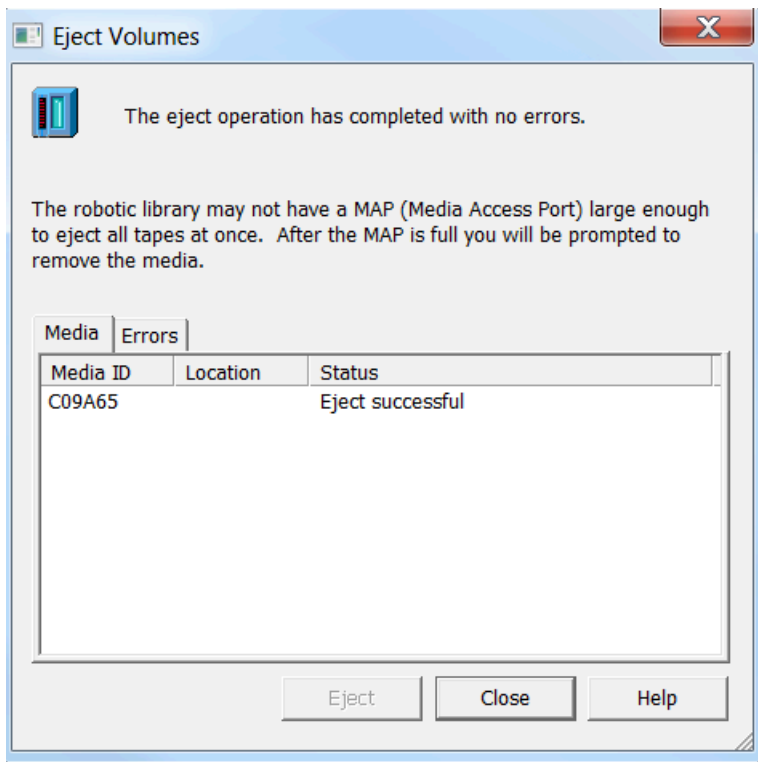 Eject Volumes
X
The eject operation has completed with no errors.
The robotic library may not have a MAP (Media Access Port) large enough
to eject all tapes at once.  After the MAP is full you will be prompted to
remove the media.
Media Errors
Media ID Location Status
C09A65 Eject successful
Eject Close Help